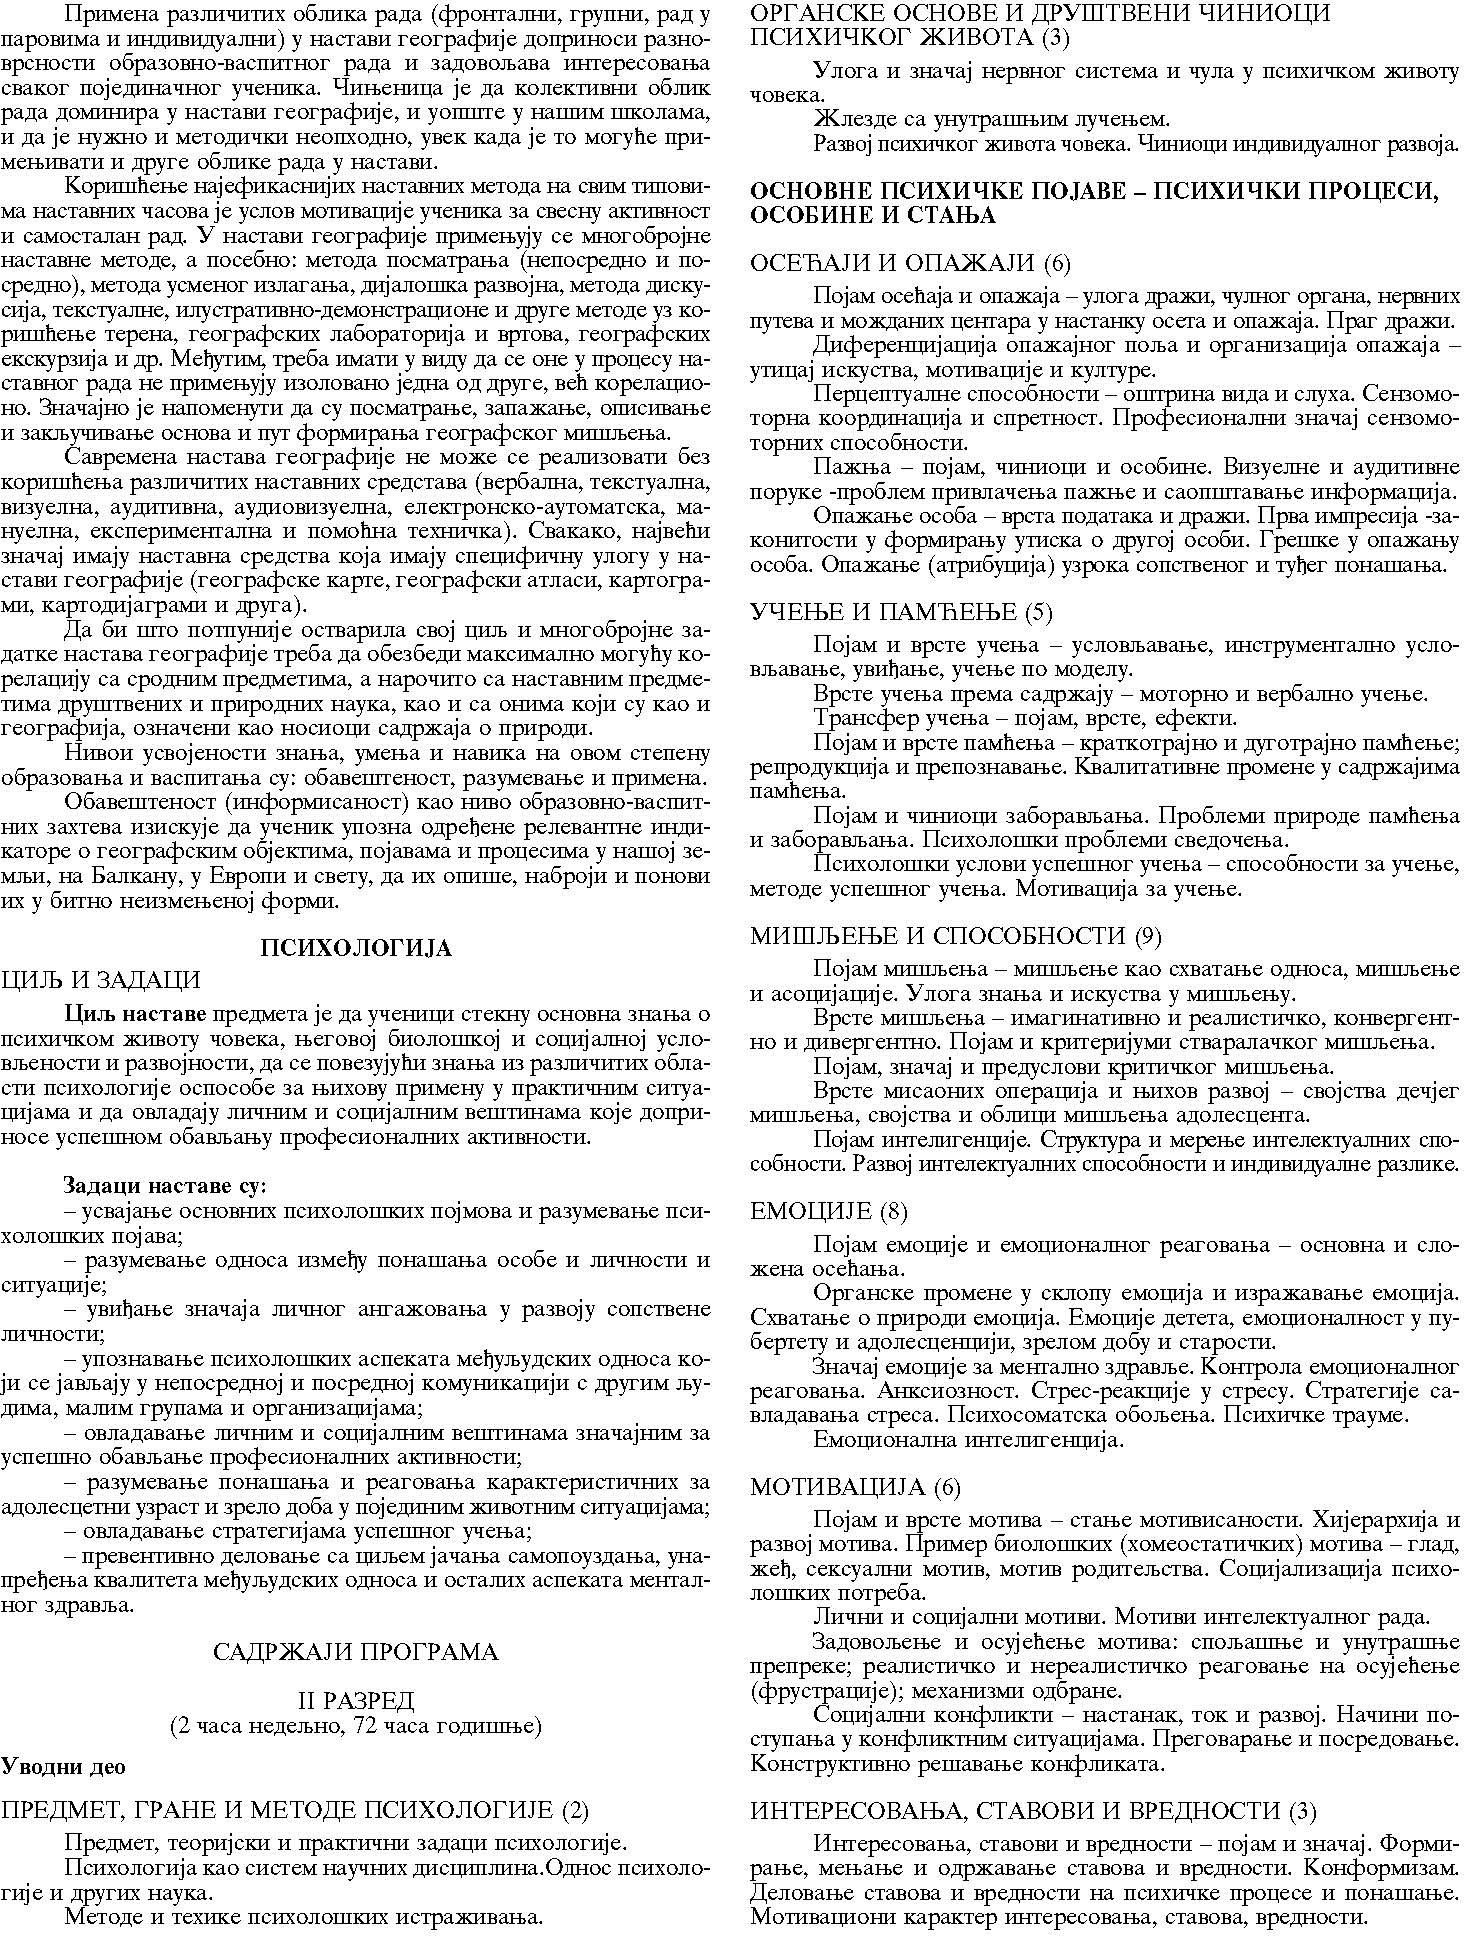 Примена различитих облика рада (фронтални, групни, рад у
паровима и индивидуални) у настави географије доприноси разно-
врсности образовно-васпитног рада и задовољава интересовања
сваког појединачног ученика. Чињеница је да колективни облик
рада доминира у настави географије, и уопште у нашим школама,
и да је нужно и методички неопходно, увек када је то могуће при-
мењивати и друге облике рада у настави.
Коришћење најефикаснијих наставних метода на свим типови-
ма наставних часова је услов мотивације ученика за свесну активност
и самосталан рад. У настави географије примењују се многобројне
наставне методе, а посебно: метода посматрања (непосредно и по-
средно), метода усменог излагања, дијалошка развојна, метода диску-
сија, текстуалне, илустративно-демонстрационе и друге методе уз ко-
ришћење терена, географских лабораторија и вртова, географских
екскурзија и др. Међутим, треба имати у виду да се оне у процесу на-
ставног рада не примењују изоловано једна од друге, већ корелацио-
но. Значајно је напоменути да су посматрање, запажање, описивање
и закључивање основа и пут формирања географског мишљења.
Савремена настава географије не може се реализовати без
коришћења различитих наставних средстава (вербална, текстуална,
визуелна, аудитивна, аудиовизуелна, електронско-аутоматска, ма-
нуелна, експериментална и помоћна техничка). Свакако, највећи
значај имају наставна средства која имају специфичну улогу у на-
стави географије (географске карте, географски атласи, картогра-
ми, картодијаграми и друга).
Да би што потпуније остварила свој циљ и многобројне за-
датке настава географије треба да обезбеди максимално могућу ко-
релацију са сродним предметима, а нарочито са наставним предме-
тима друштвених и природних наука, као и са онима који су као и
географија, означени као носиоци садржаја о природи.
Нивои усвојености знања, умења и навика на овом степену
образовања и васпитања су: обавештеност, разумевање и примена.
Обавештеност (информисаност) као ниво образовно-васпит-
них захтева изискује да ученик упозна одређене релевантне инди-
каторе о географским објектима, појавама и процесима у нашој зе-
мљи, на Балкану, у Европи и свету, да их опише, наброји и понови
их у битно неизмењеној форми.
ПСИХОЛОГИЈА
ЦИЉ И ЗАДАЦИ
Циљ наставе предмета је да ученици стекну основна знања о
психичком животу човека, његовој биолошкој и социјалној усло-
вљености и развојности, да се повезујући знања из различитих обла-
сти психологије оспособе за њихову примену у практичним ситуа-
цијама и да овладају личним и социјалним вештинама које допри-
носе успешном обављању професионалних активности.
Задаци наставе су:
– усвајање основних психолошких појмова и разумевање пси-
холошких појава;
– разумевање односа између понашања особе и личности и
ситуације;
– увиђање значаја личног ангажовања у развоју сопствене
личности;
– упознавање психолошких аспеката међуљудских односа ко-
ји се јављају у непосредној и посредној комуникацији с другим љу-
дима, малим групама и организацијама;
– овладавање личним и социјалним вештинама значајним за
успешно обављање професионалних активности;
– разумевање понашања и реаговања карактеристичних за
адолесцетни узраст и зрело доба у појединим животним ситуацијама;
– овладавање стратегијама успешног учења;
– превентивно деловање са циљем јачања самопоуздања, уна-
пређења квалитета међуљудских односа и осталих аспеката ментал-
ног здравља.
САДРЖАЈИ ПРОГРАМА
II РАЗРЕД
(2 часа недељно, 72 часа годишње)
Уводни део
ПРЕДМЕТ, ГРАНЕ И МЕТОДЕ ПСИХОЛОГИЈЕ (2)
Предмет, теоријски и практични задаци психологије.
Психологија као систем научних дисциплина.Однос психоло-
гије и других наука.
Методе и техике психолошких истраживања.
ОРГАНСКЕ ОСНОВЕ И ДРУШТВЕНИ ЧИНИОЦИ
ПСИХИЧКОГ ЖИВОТА (3)
Улога и значај нервног система и чула у психичком животу
човека.
Жлезде са унутрашњим лучењем.
Развој психичког живота човека. Чиниоци индивидуалног развоја.
ОСНОВНЕ ПСИХИЧКЕ ПОЈАВЕ – ПСИХИЧКИ ПРОЦЕСИ,
ОСОБИНЕ И СТАЊА
ОСЕЋАЈИ И ОПАЖАЈИ (6)
Појам осећаја и опажаја – улога дражи, чулног органа, нервних
путева и можданих центара у настанку осета и опажаја. Праг дражи.
Диференцијација опажајног поља и организација опажаја –
утицај искуства, мотивације и културе.
Перцептуалне способности – оштрина вида и слуха. Сензомо-
торна координација и спретност. Професионални значај сензомо-
торних способности.
Пажња – појам, чиниоци и особине. Визуелне и аудитивне
поруке -проблем привлачења пажње и саопштавање информација.
Опажање особа – врста података и дражи. Прва импресија -за-
конитости у формирању утиска о другој особи. Грешке у опажању
особа. Опажање (атрибуција) узрока сопственог и туђег понашања.
УЧЕЊЕ И ПАМЋЕЊЕ (5)
Појам и врсте учења – условљавање, инструментално усло-
вљавање, увиђање, учење по моделу.
Врсте учења према садржају – моторно и вербално учење.
Трансфер учења – појам, врсте, ефекти.
Појам и врсте памћења – краткотрајно и дуготрајно памћење;
репродукција и препознавање. Квалитативне промене у садржајима
памћења.
Појам и чиниоци заборављања. Проблеми природе памћења
и заборављања. Психолошки проблеми сведочења.
Психолошки услови успешног учења – способности за учење,
методе успешног учења. Мотивација за учење.
МИШЉЕЊЕ И СПОСОБНОСТИ (9)
Појам мишљења – мишљење као схватање односа, мишљење
и асоцијације. Улога знања и искуства у мишљењу.
Врсте мишљења – имагинативно и реалистичко, конвергент-
но и дивергентно. Појам и критеријуми стваралачког мишљења.
Појам, значај и предуслови критичког мишљења.
Врсте мисаоних операција и њихов развој – својства дечјег
мишљења, својства и облици мишљења адолесцента.
Појам интелигенције. Структура и мерење интелектуалних спо-
собности. Развој интелектуалних способности и индивидуалне разлике.
ЕМОЦИЈЕ (8)
Појам емоције и емоционалног реаговања – основна и сло-
жена осећања.
Органске промене у склопу емоција и изражавање емоција.
Схватање о природи емоција. Емоције детета, емоционалност у пу-
бертету и адолесценцији, зрелом добу и старости.
Значај емоције за ментално здравље. Контрола емоционалног
реаговања. Анксиозност. Стрес-реакције у стресу. Стратегије са-
владавања стреса. Психосоматска обољења. Психичке трауме.
Емоционална интелигенција.
МОТИВАЦИЈА (6)
Појам и врсте мотива – стање мотивисаности. Хијерархија и
развој мотива. Пример биолошких (хомеостатичких) мотива – глад,
жеђ, сексуални мотив, мотив родитељства. Социјализација психо-
лошких потреба.
Лични и социјални мотиви. Мотиви интелектуалног рада.
Задовољење и осујећење мотива: спољашње и унутрашње
препреке; реалистичко и нереалистичко реаговање на осујећење
(фрустрације); механизми одбране.
Социјални конфликти – настанак, ток и развој. Начини по-
ступања у конфликтним ситуацијама. Преговарање и посредовање.
Конструктивно решавање конфликата.
ИНТЕРЕСОВАЊА, СТАВОВИ И ВРЕДНОСТИ (3)
Интересовања, ставови и вредности – појам и значај. Форми-
рање, мењање и одржавање ставова и вредности. Конформизам.
Деловање ставова и вредности на психичке процесе и понашање.
Мотивациони карактер интересовања, ставова, вредности.